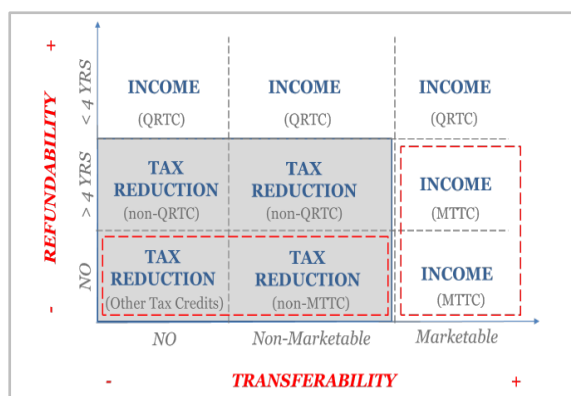 +
REFUNDABILITY
-
< 4 YRS
> 4 YRS
NO
INCOME INCOME INCOME
(QRTC) (QRTC) (QRTC)
TAX TAX
REDUCTION REDUCTION INCOME
(non-QRTC) (non-QRTC) (MTTC)
TAX TAX
REDUCTION REDUCTION INCOME
(Other Tax Credits) (non-MTTC) (MTTC)
NO Non-Marketable Marketable
- TRANSFERABILITY +